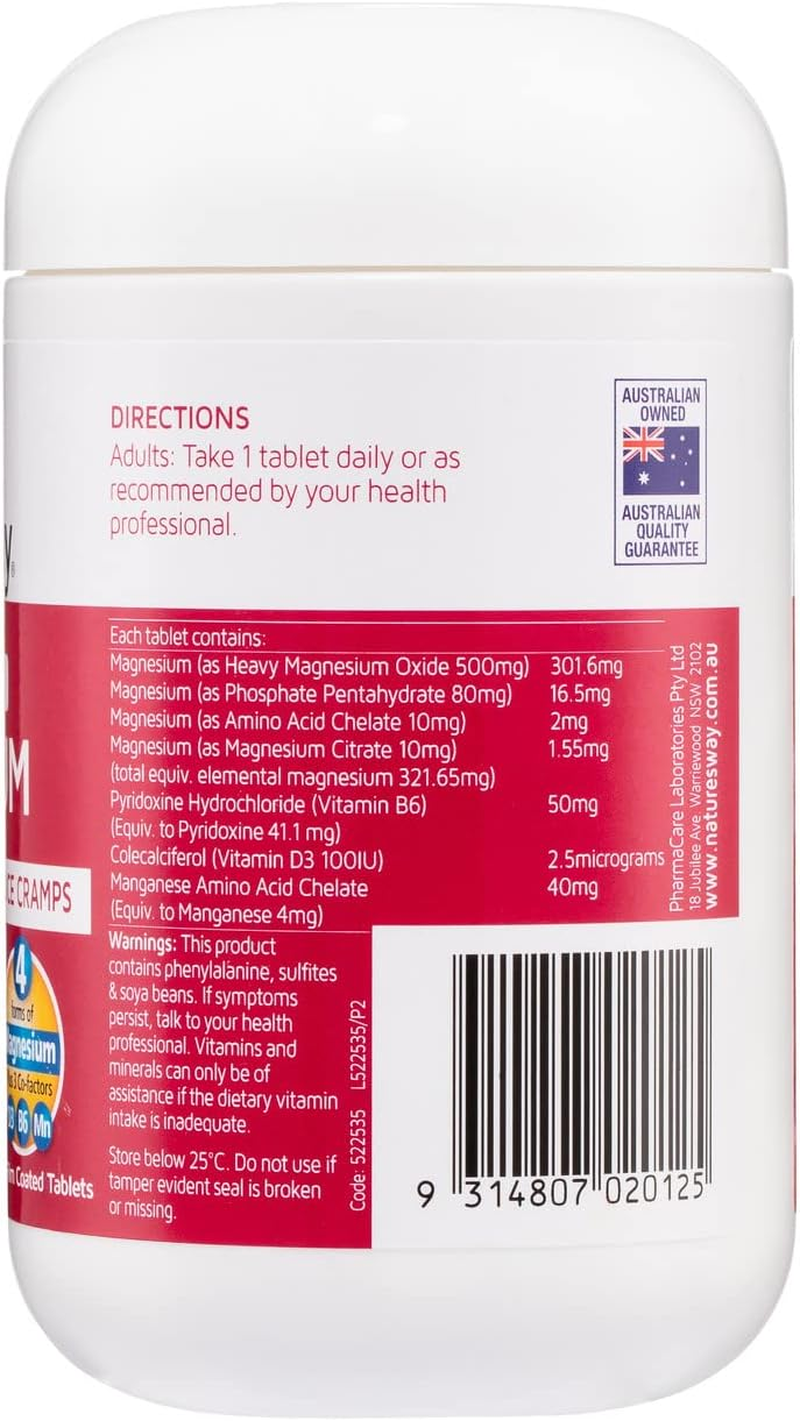 DIRECTIONS
Adults: Take 1 tablet daily or as
recommended by your health
professional.
AUSTRALIAN
OWNED
AUSTRALIAN
QUALITY
GUARANTEE
Each tablet contains:
Magnesium (as Heavy Magnesium Oxide 500mg) 301.6mg
Magnesium (as Phosphate Pentahydrate 80mg) 16.5mg
Magnesium (as Amino Acid Chelate 10mg) 2mg
Magnesium (as Magnesium Citrate 10mg) 1.55mg
(total equiv. elemental magnesium 321.65mg)
Pyridoxine Hydrochloride (Vitamin B6) 50mg
(Equiv. to Pyridoxine 41.1 mg)
Colecalciferol (Vitamin D3 100IU) 2.5micrograms
Manganese Amino Acid Chelate 40mg
(Equiv. to Manganese 4mg)
PharmaCare Laboratories Pty Ltd
18 Jubilee Ave Warriewood NSW 2102
www.naturesway.com.au
Warnings: This product
contains phenylalanine, sulfites
& soya beans. If symptoms
persist, talk to your health
professional. Vitamins and
minerals can only be of
assistance if the dietary vitamin
intake is inadequate.
Store below 25°C. Do not use if
tamper evident seal is broken
or missing.
Code: 522535 L522535/P2
9 314807 020125
CRAMPS
4
forms of
Magnesium
3 Co-factors
B6 Mn
Coated Tablets